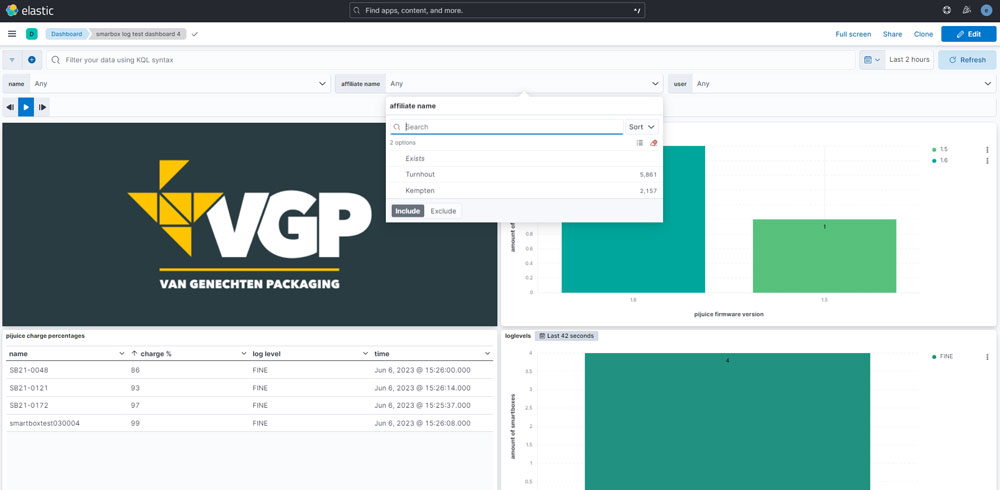 elastic
Find apps, content, and more.
^/
e
D
Dashboard
smarbox log test dashboard 4
Full screen
Share
Clone
Edit
Filter your data using KQL syntax
Last 2 hours
Refresh
name Any
affiliate name Any
user Any
affiliate name
Search
Sort
2 options
Exists
Turnhout 5,861
Kempten 2,157
Include Exclude
VGP
VAN GENECHTEN PACKAGING
1.5
1.6
1
0.8
0.6
0.4
0.2
0
amount of smartboxes
1.6 1.5
pijuice firmware version
pijuice charge percentages
name charge % log level time
SB21-0048 86 FINE Jun 6, 2023 @ 15:26:00.000
SB21-0121 93 FINE Jun 6, 2023 @ 15:26:14.000
SB21-0172 97 FINE Jun 6, 2023 @ 15:25:37.000
smartboxtest030004 99 FINE Jun 6, 2023 @ 15:26:08.000
loglevels Last 42 seconds
FINE
4
4
3.5
3
2.5
2
1.5
1
0.5
amount of smartboxes